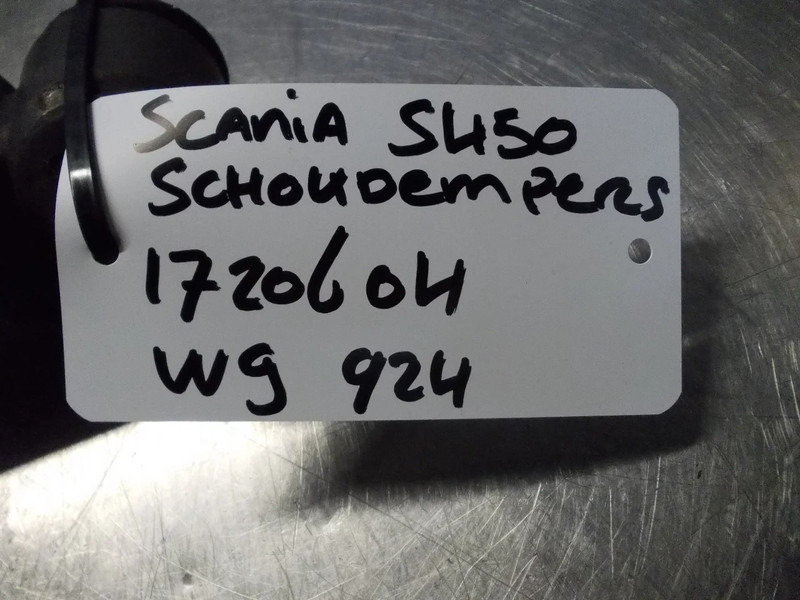 Scania S450
SCHOKDempers
1720604
WG 924